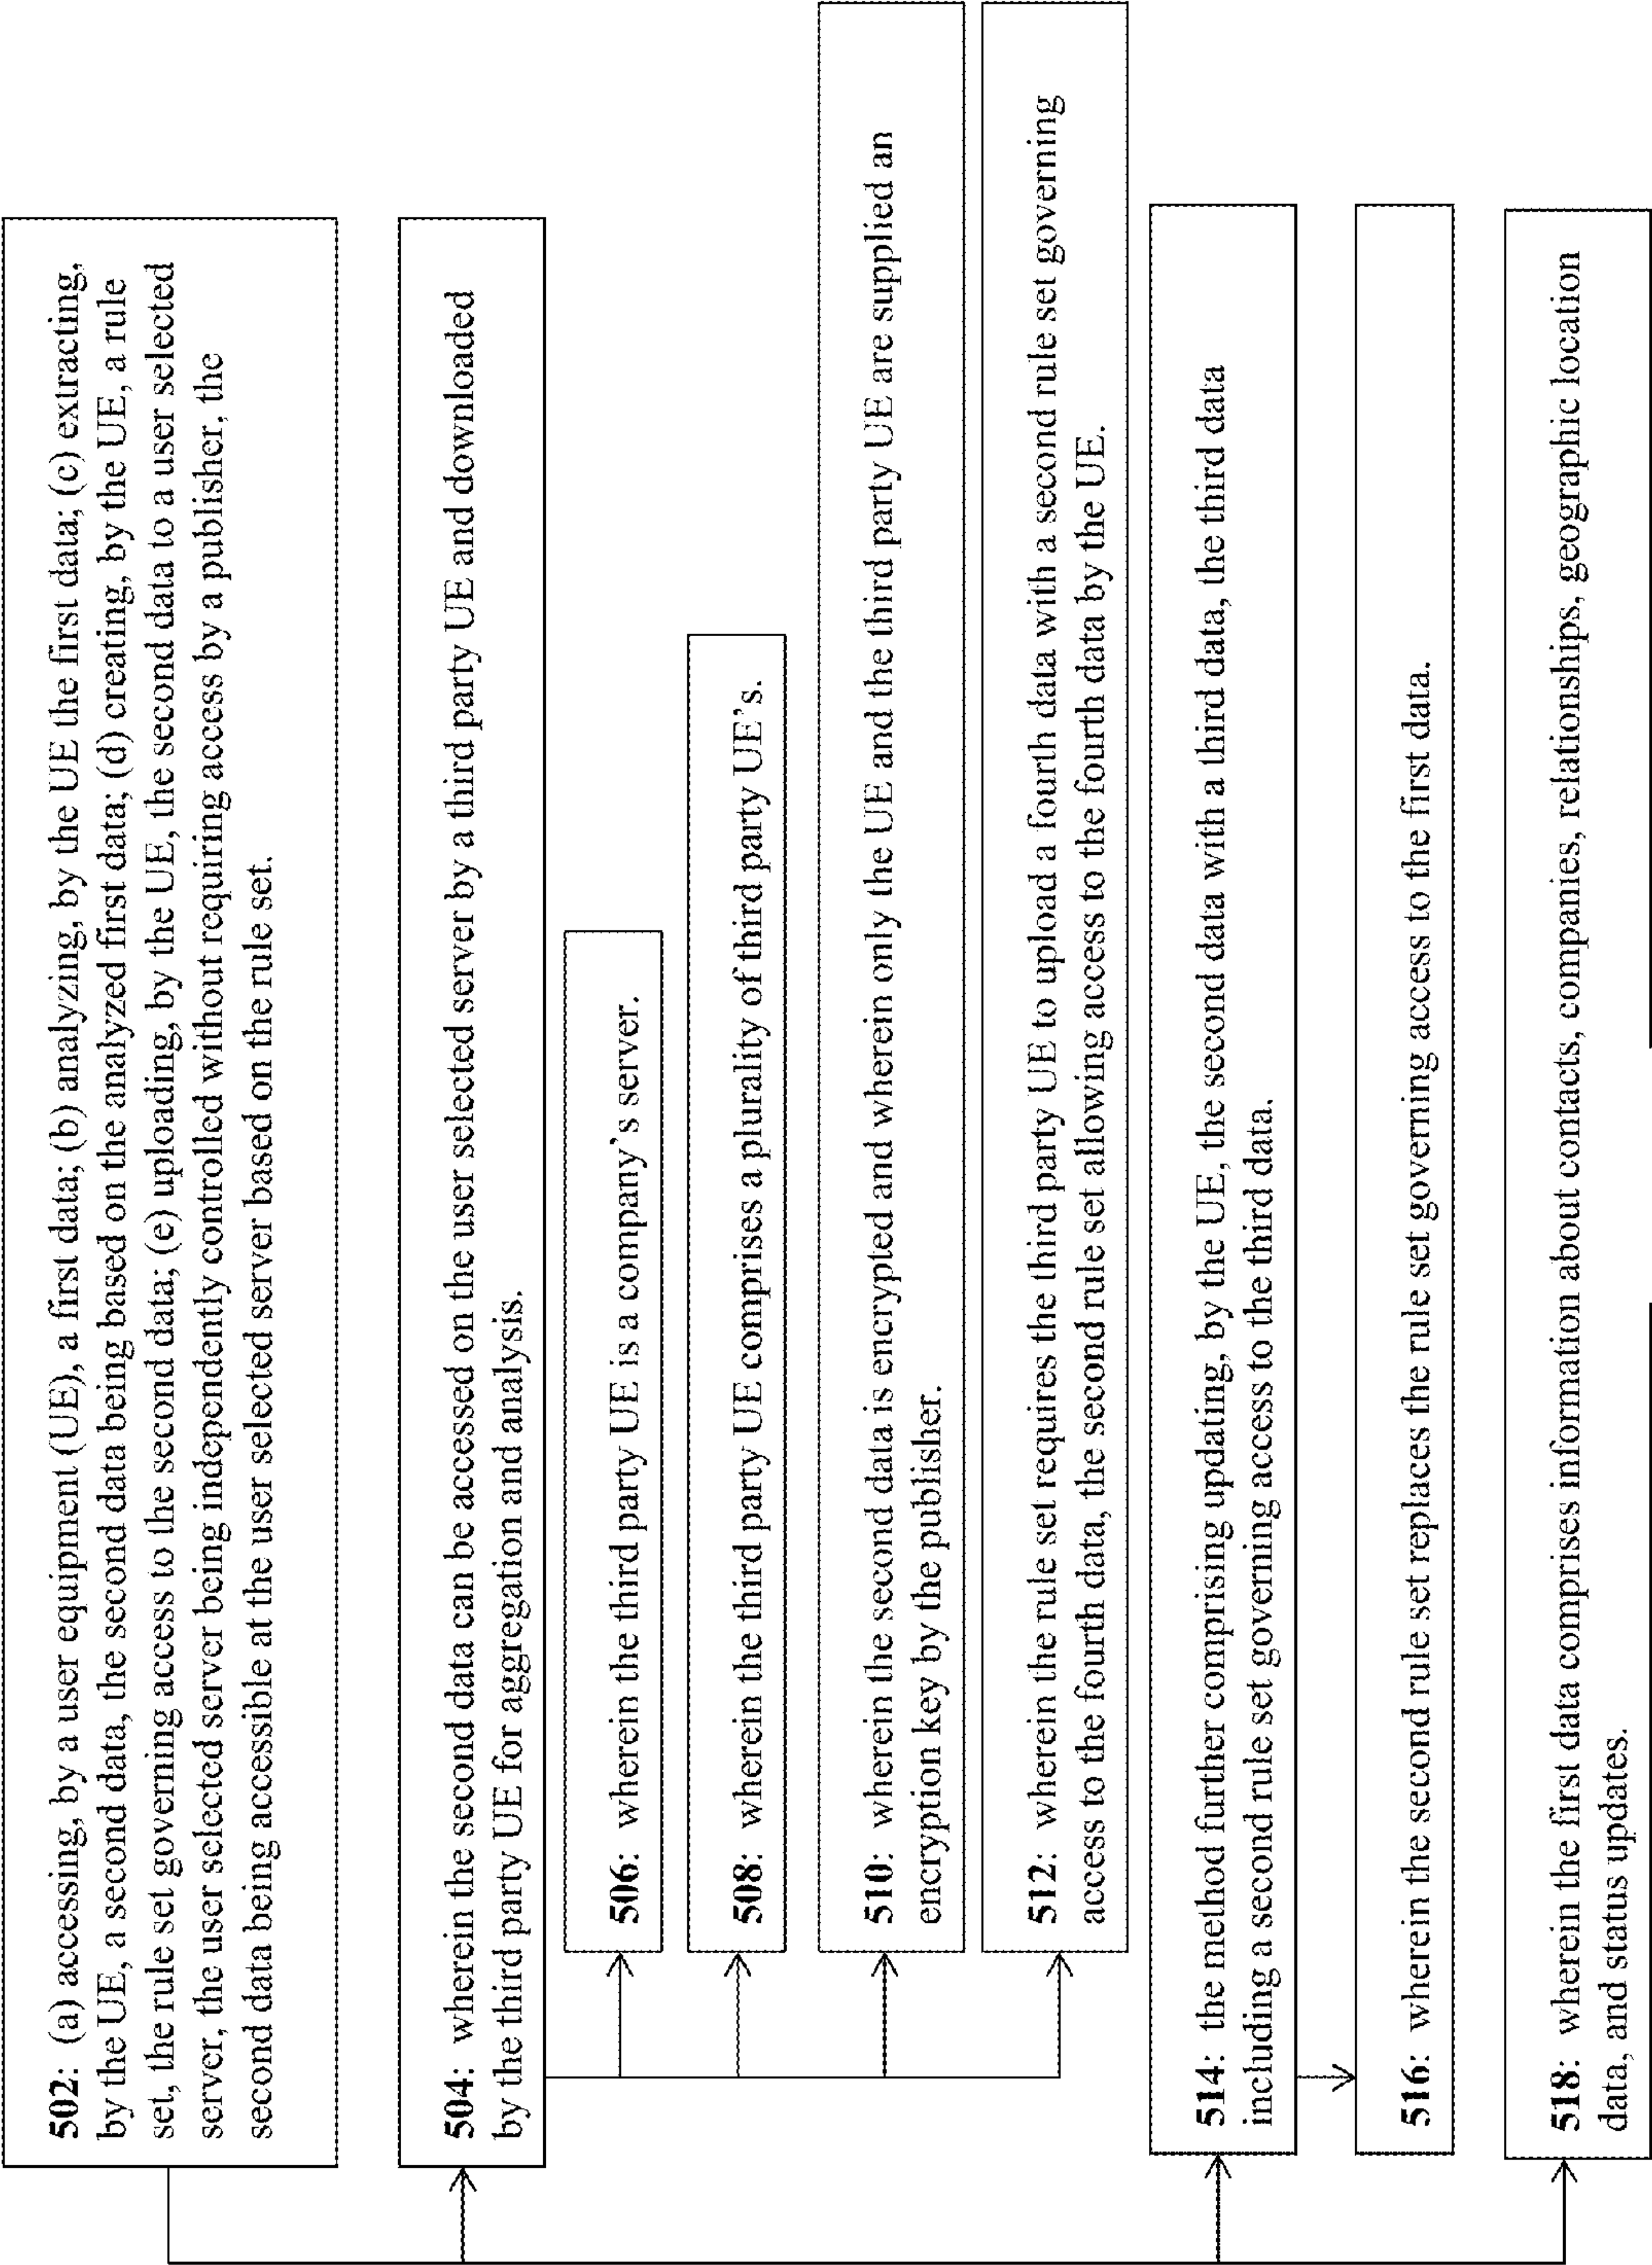 502: (a) accessing, by a user equipment (UE), a first data; (b) analyzing, by the UE the first data; (c) extracting,
by the UE, a second data, the second data being based on the analyzed first data; (d) creating, by the UE, a rule
set, the rule set governing access to the second data; (e) uploading, by the UE, the second data to a user selected
server, the user selected server being independently controlled without requiring access by a publisher, the
second data being accessible at the user selected server based on the rule set.
504: wherein the second data can be accessed on the user selected server by a third party UE and downloaded
by the third party UE for aggregation and analysis.
506: wherein the third party UE is a company's server.
508: wherein the third party UE comprises a plurality of third party UE's.
510: wherein the second data is encrypted and wherein only the UE and the third party UE are supplied an
encryption key by the publisher.
512: wherein the rule set requires the third party UE to upload a fourth data with a second rule set governing
access to the fourth data, the second rule set allowing access to the fourth data by the UE.
514: the method further comprising updating, by the UE, the second data with a third data, the third data
including a second rule set governing access to the third data.
516: wherein the second rule set replaces the rule set governing access to the first data.
518: wherein the first data comprises information about contacts, companies, relationships, geographic location
data, and status updates.